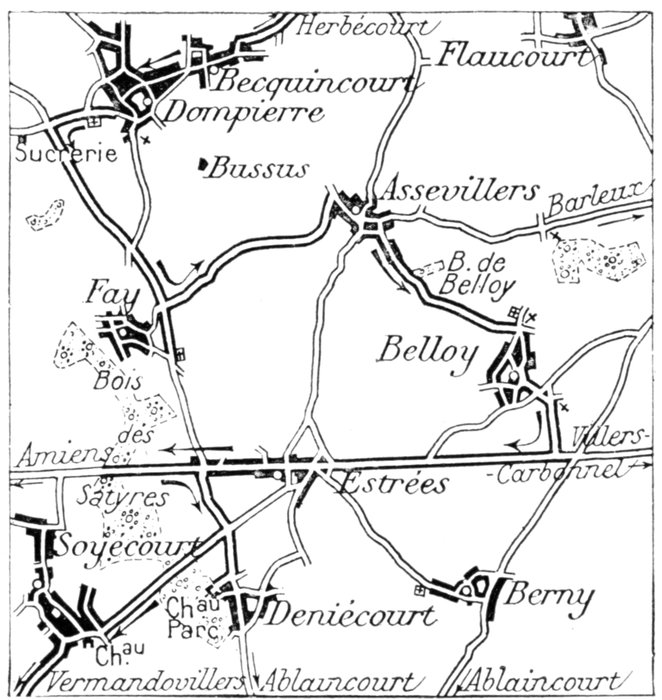 Herbécourt
Flaucourt
Becquincourt
Dompierre
Sucrerie
Bussus
Assevillers
Barleux
B. de
Belloy
Fay
Belloy
Bois
des
Satyres
Amiens
Villers-
-Carbonnel
Estrées
Soyécourt
Chau
Parc
Deniécourt
Berny
Chau
Vermandovillers
Ablaincourt
Ablaincourt